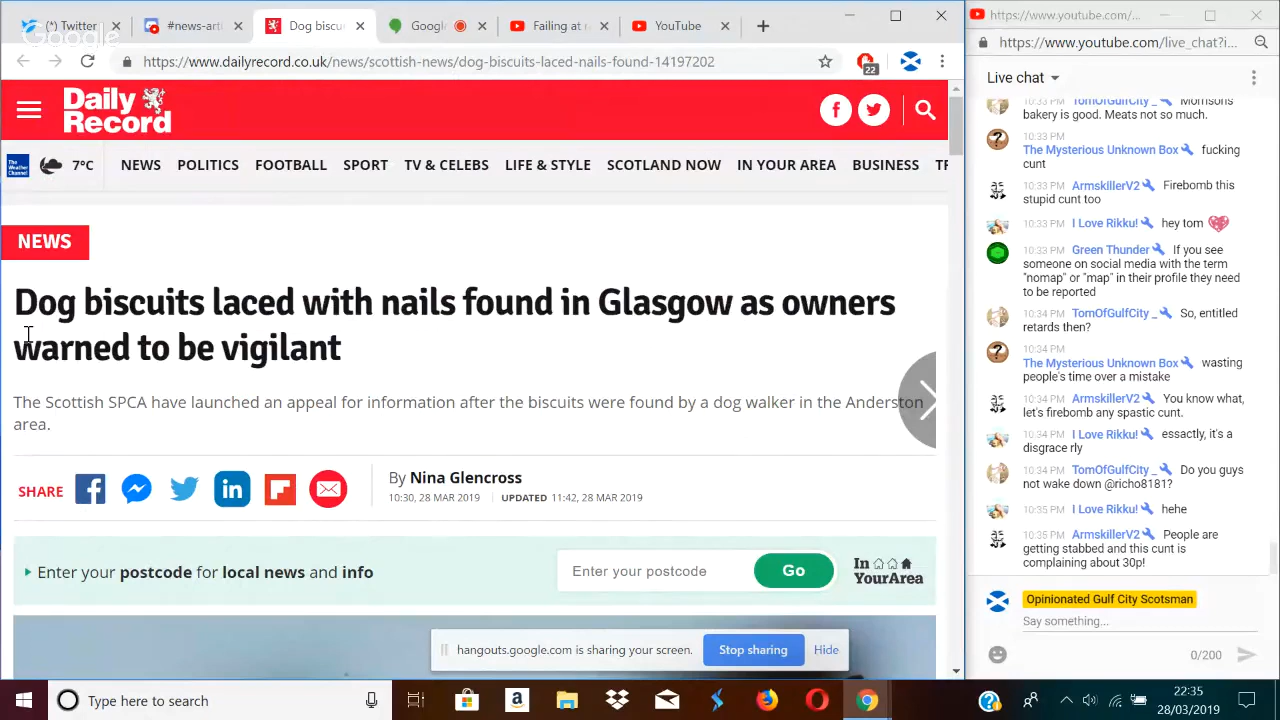 (*) Twitter
#news-arti
Dog biscu
Googl
Failing at re
YouTube
Google
https://www.dailyrecord.co.uk/news/scottish-news/dog-biscuits-laced-nails-found-14197202
22
Daily
Record
The
Weather
Channel
7°C
NEWS POLITICS FOOTBALL SPORT TV & CELEBS LIFE & STYLE SCOTLAND NOW IN YOUR AREA BUSINESS
NEWS
Dog biscuits laced with nails found in Glasgow as owners
warned to be vigilant
The Scottish SPCA have launched an appeal for information after the biscuits were found by a dog walker in the Anderston
area.
SHARE
By Nina Glencross
10:30, 28 MAR 2019 UPDATED 11:42, 28 MAR 2019
Enter your postcode for local news and info
Enter your postcode
Go
In
YourArea
hangouts.google.com is sharing your screen.
Stop sharing
Hide
https://www.youtube.com/...
https://www.youtube.com/live_chat?i...
Live chat
10:33 PM TomOfGulfCity_ Morrisons
bakery is good. Meats not so much.
10:33 PM
The Mysterious Unknown Box fucking
cunt
10:33 PM ArmskillerV2 Firebomb this
stupid cunt too
10:33 PM I Love Rikku! hey tom
10:33 PM Green Thunder If you see
someone on social media with the term
"nomap" or "map" in their profile they need
to be reported
10:34 PM TomOfGulfCity_ So, entitled
retards then?
10:34 PM
The Mysterious Unknown Box wasting
people's time over a mistake
10:34 PM ArmskillerV2 You know what,
let's firebomb any spastic cunt.
10:34 PM I Love Rikku! essactly, it's a
disgrace rly
10:34 PM TomOfGulfCity_ Do you guys
not wake down @richo8181?
10:35 PM I Love Rikku! hehe
10:35 PM ArmskillerV2 People are
getting stabbed and this cunt is
complaining about 30p!
Opinionated Gulf City Scotsman
Say something...
0/200
Type here to search
22:35
28/03/2019